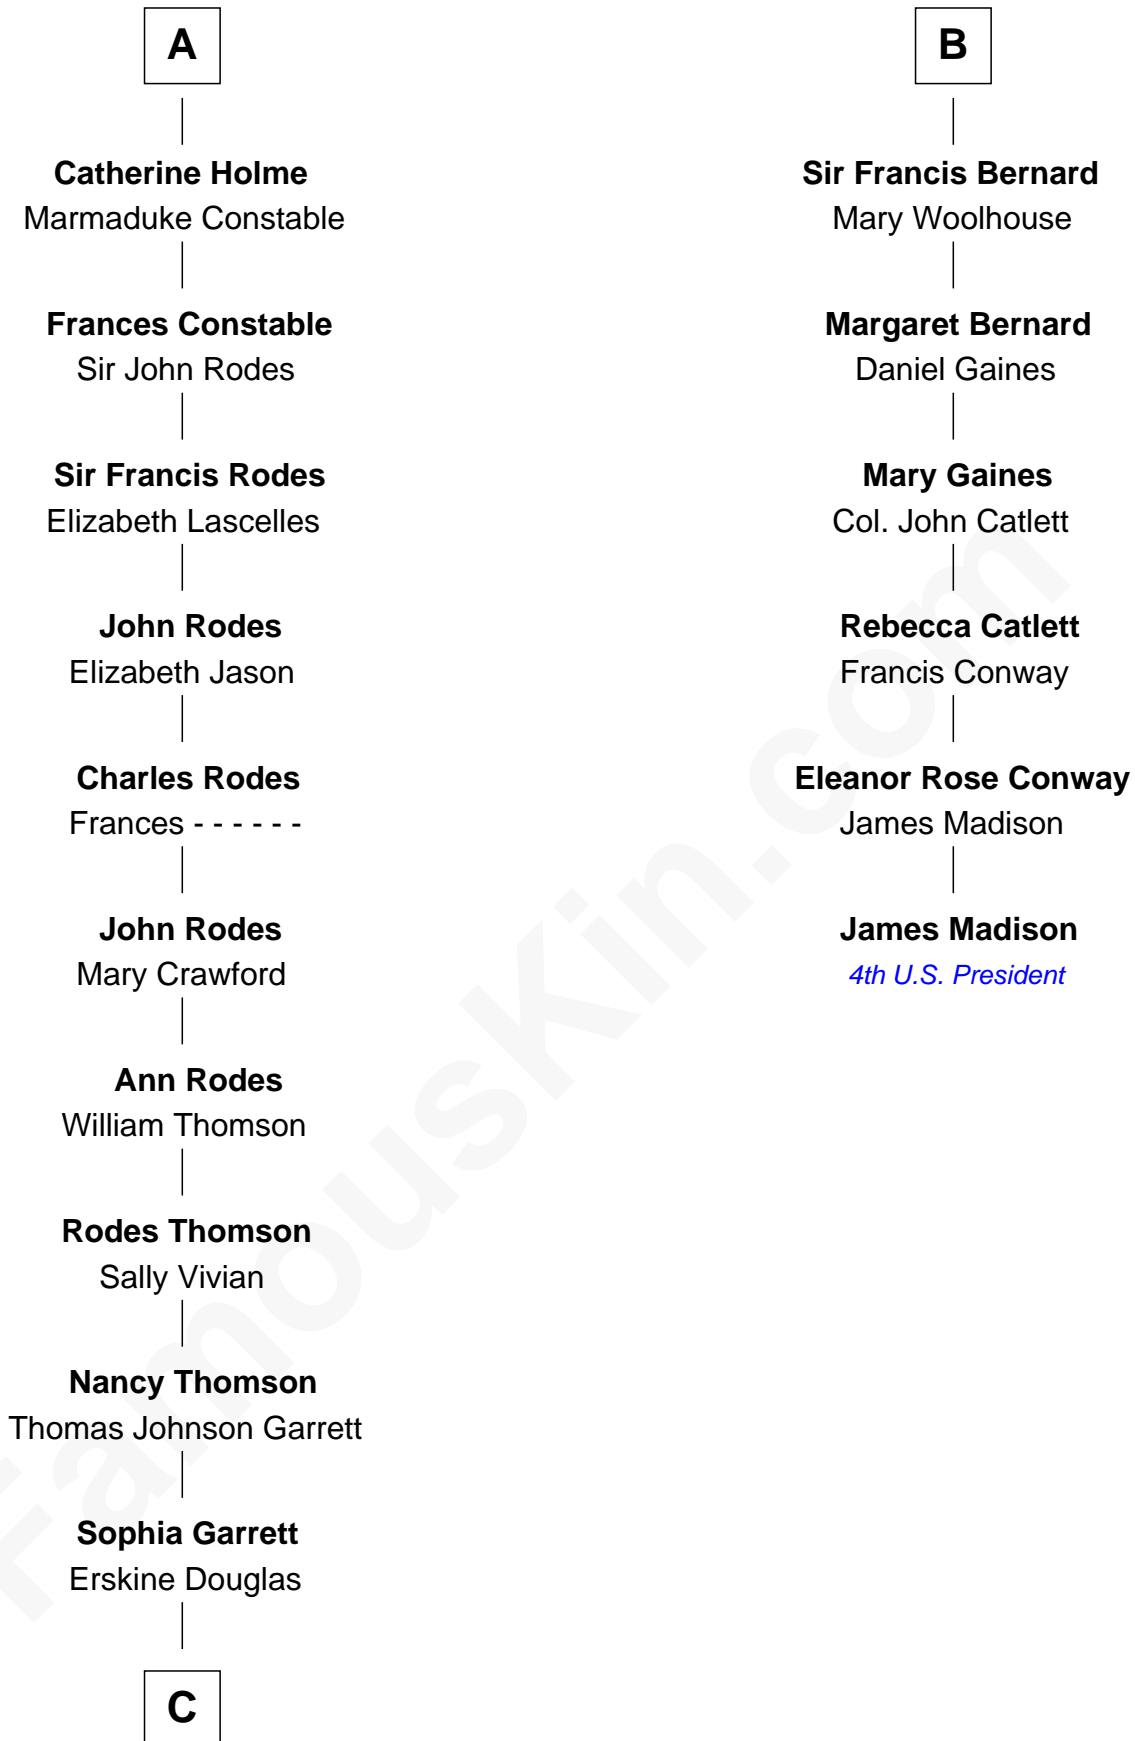 A
Catherine Holme
Marmaduke Constable
Frances Constable
Sir John Rodes
Sir Francis Rodes
Elizabeth Lascelles
John Rodes
Elizabeth Jason
Charles Rodes
Frances - - - - - -
John Rodes
Mary Crawford
Ann Rodes
William Thomson
Rodes Thomson
Sally Vivian
Nancy Thomson
Thomas Johnson Garrett
Sophia Garrett
Erskine Douglas
C
B
Sir Francis Bernard
Mary Woolhouse
Margaret Bernard
Daniel Gaines
Mary Gaines
Col. John Catlett
Rebecca Catlett
Francis Conway
Eleanor Rose Conway
James Madison
James Madison
4th U.S. President
FamousKin.com